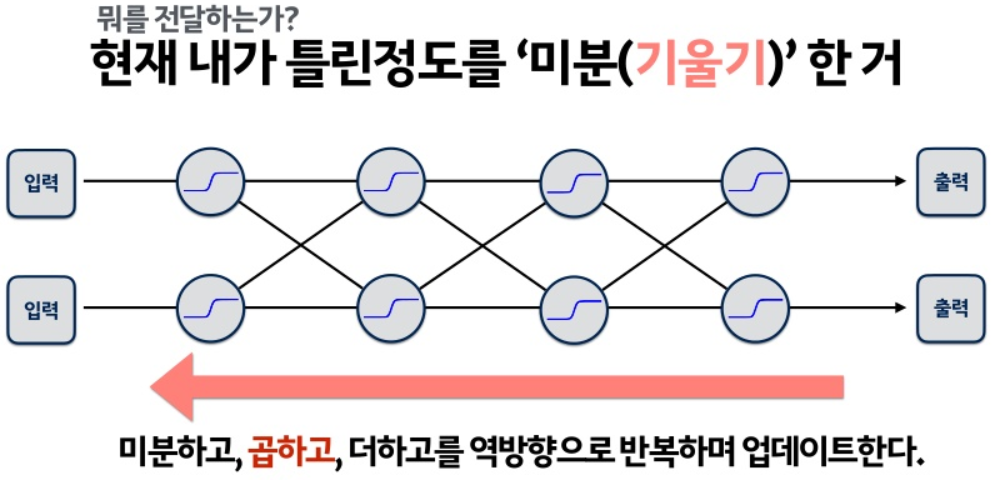 뭐를 전달하는가?
현재 내가 틀린정도를 ‘미분(기울기)’ 한 거
입력
출력
입력
출력
미분하고, 곱하고, 더하고를 역방향으로 반복하며 업데이트한다.